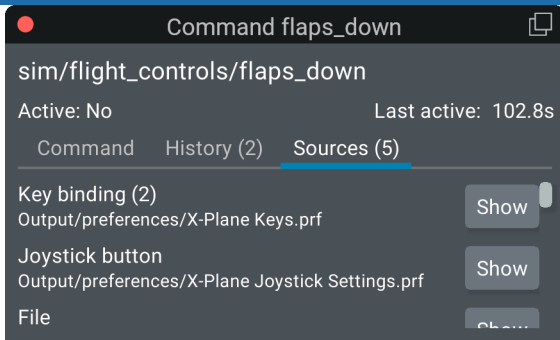 Command flaps_down
sim/flight_controls/flaps_down
Active: No Last active: 102.8s
Command History (2) Sources (5)
Key binding (2)
Output/preferences/X-Plane Keys.prf
Show
Joystick button
Output/preferences/X-Plane Joystick Settings.prf
Show
File
Show